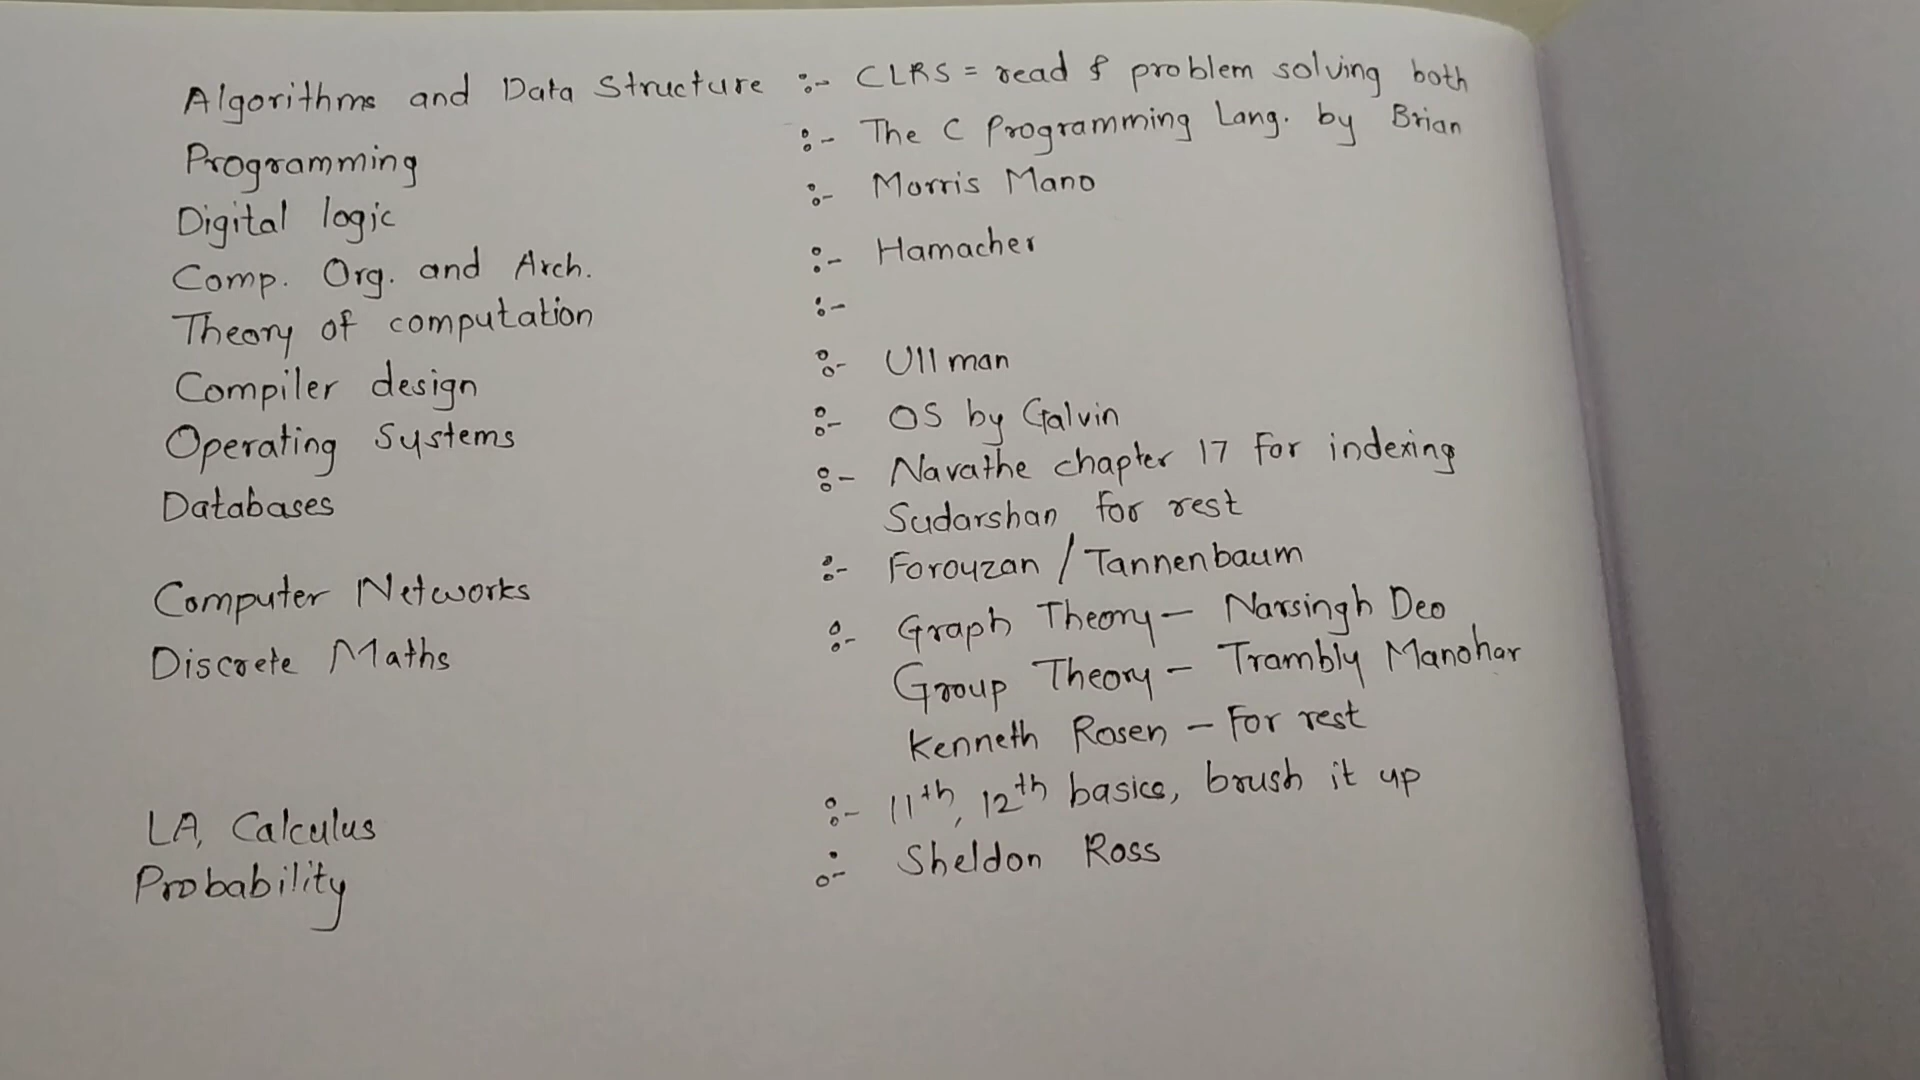 Algorithms and Data Structure :- CLRS = read & problem solving both
Programming :- The C Programming Lang. by Brian
Digital logic :- Morris Mano
Comp. Org. and Arch. :- Hamacher
Theory of computation :-
Compiler design :- Ullman
Operating Systems :- OS by Galvin
Databases :- Navathe chapter 17 For indexing
Sudarshan for rest
Computer Networks :- Forouzan / Tannenbaum
Discrete Maths :- Graph Theory - Narsingh Deo
Group Theory - Trambly Manohar
Kenneth Rosen - For rest
LA, Calculus :- 11th, 12th basics, brush it up
Probability :- Sheldon Ross